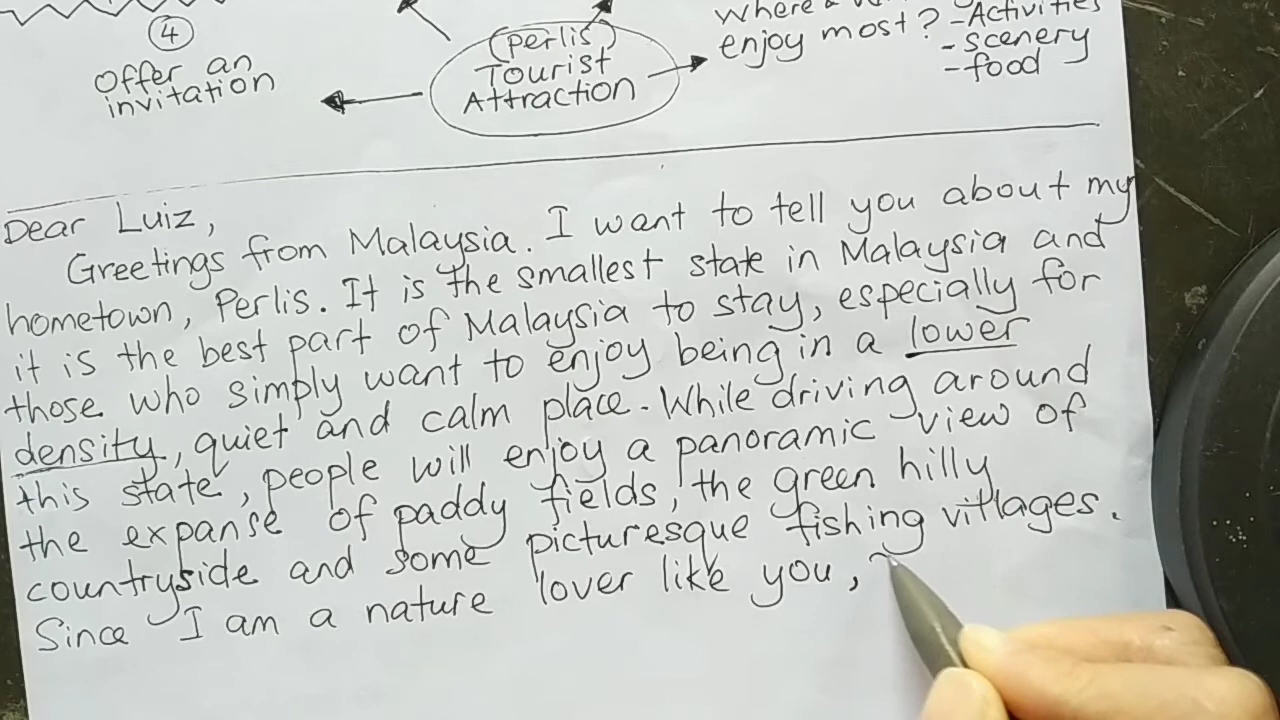 4
offer an
invitation
(perlis)
Tourist
Attraction
where
enjoy most?
-Activities
-scenery
-food
Dear Luiz,
Greetings from Malaysia. I want to tell you about my
hometown, Perlis. It is the smallest state in Malaysia and
it is the best part of Malaysia to stay, especially for
those who simply want to enjoy being in a lower
density, quiet and calm place. While driving around
this state, people will enjoy a panoramic view of
the expanse of paddy fields, the green hilly
countryside and some picturesque fishing villages.
Since I am a nature lover like you,